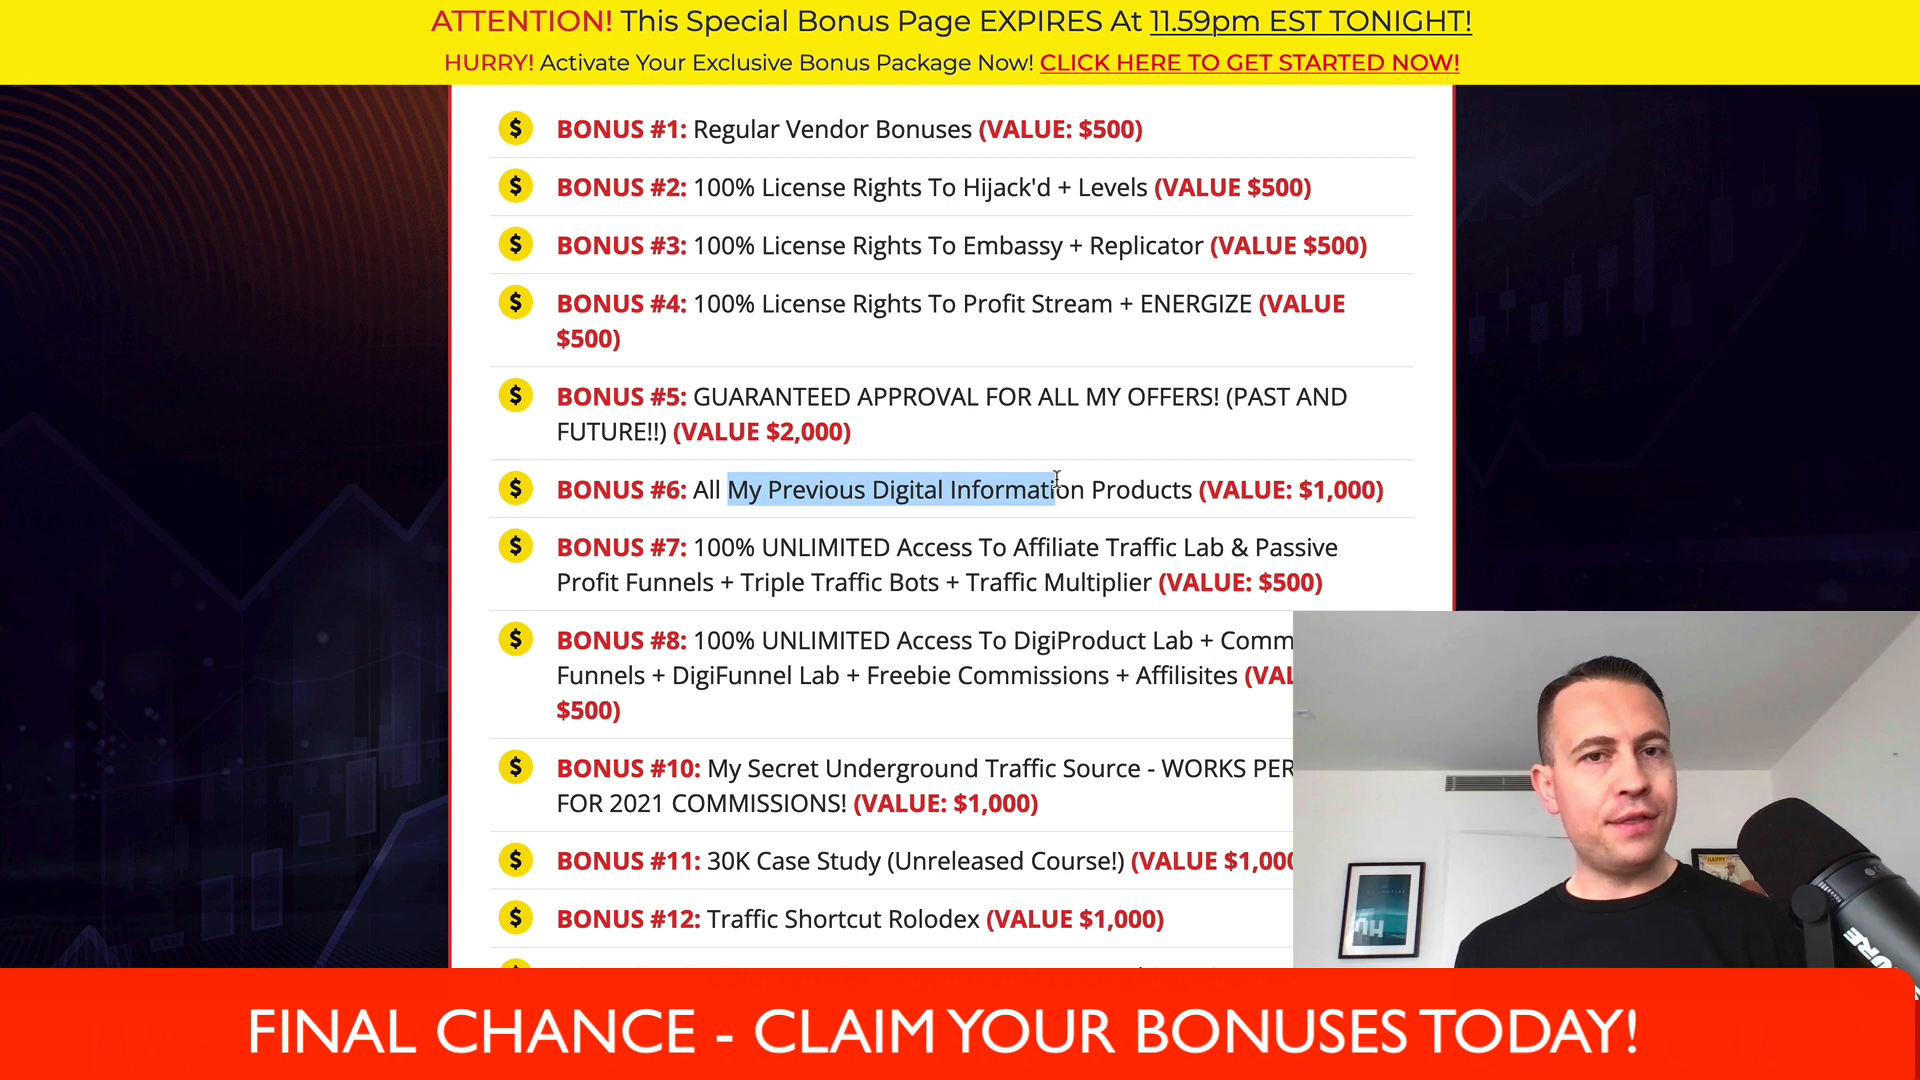 ATTENTION! This Special Bonus Page EXPIRES At 11.59pm EST TONIGHT!
HURRY! Activate Your Exclusive Bonus Package Now! CLICK HERE TO GET STARTED NOW!
$ BONUS #1: Regular Vendor Bonuses (VALUE: $500)
$ BONUS #2: 100% License Rights To Hijack'd + Levels (VALUE $500)
$ BONUS #3: 100% License Rights To Embassy + Replicator (VALUE $500)
$ BONUS #4: 100% License Rights To Profit Stream + ENERGIZE (VALUE
$500)
$ BONUS #5: GUARANTEED APPROVAL FOR ALL MY OFFERS! (PAST AND
FUTURE!!) (VALUE $2,000)
$ BONUS #6: All My Previous Digital Information Products (VALUE: $1,000)
$ BONUS #7: 100% UNLIMITED Access To Affiliate Traffic Lab & Passive
Profit Funnels + Triple Traffic Bots + Traffic Multiplier (VALUE: $500)
$ BONUS #8: 100% UNLIMITED Access To DigiProduct Lab + Comm
Funnels + DigiFunnel Lab + Freebie Commissions + Affilisites (VAL
$500)
$ BONUS #10: My Secret Underground Traffic Source - WORKS PER
FOR 2021 COMMISSIONS! (VALUE: $1,000)
$ BONUS #11: 30K Case Study (Unreleased Course!) (VALUE $1,000
$ BONUS #12: Traffic Shortcut Rolodex (VALUE $1,000)
HAPPY
FINAL CHANCE - CLAIM YOUR BONUSES TODAY!